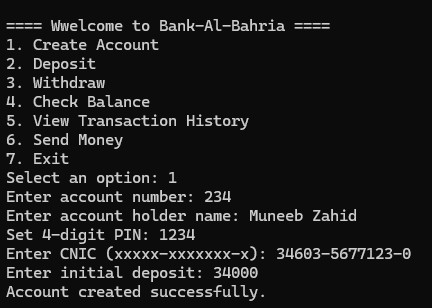 ==== Wwelcome to Bank-Al-Bahria ====
1. Create Account
2. Deposit
3. Withdraw
4. Check Balance
5. View Transaction History
6. Send Money
7. Exit
Select an option: 1
Enter account number: 234
Enter account holder name: Muneeb Zahid
Set 4-digit PIN: 1234
Enter CNIC (xxxxx-xxxxxxx-x): 34603-5677123-0
Enter initial deposit: 34000
Account created successfully.